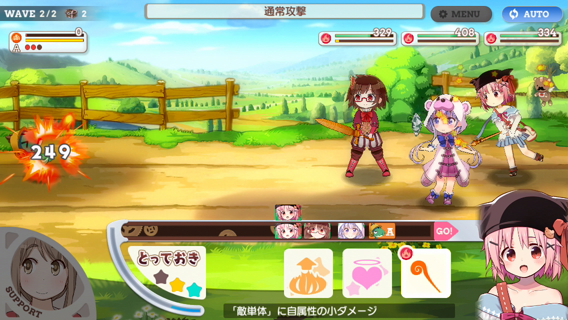 WAVE 2/2 2
通常攻撃
MENU
AUTO
0
A
329
408
334
249
A
GO!
とっておき
SUPPORT
「敵単体」に自属性の小ダメージ